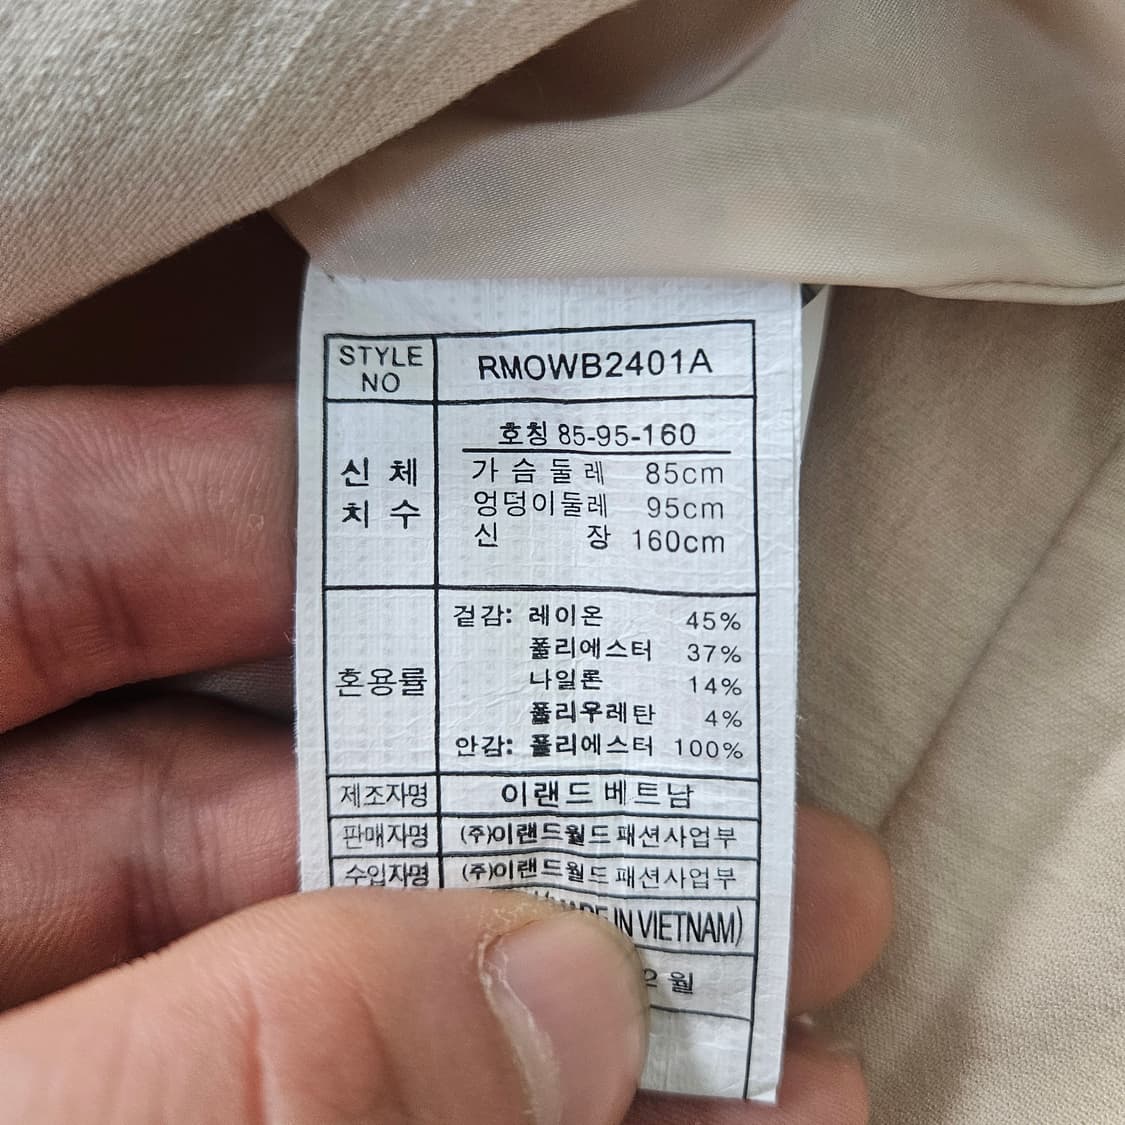 STYLE NO RMOWB2401A
호칭 85-95-160
신 체 치 수
가 슴 둘 레 85cm
엉덩이둘레 95cm
신 장 160cm
혼용률
겉감: 레이온 45%
폴리에스터 37%
나일론 14%
폴리우레탄 4%
안감: 폴리에스터 100%
제조자명 이랜드 베트남
판매자명 (주)이랜드월드 패션사업부
수입자명 (주)이랜드월드 패션사업부
(MADE IN VIETNAM)
월